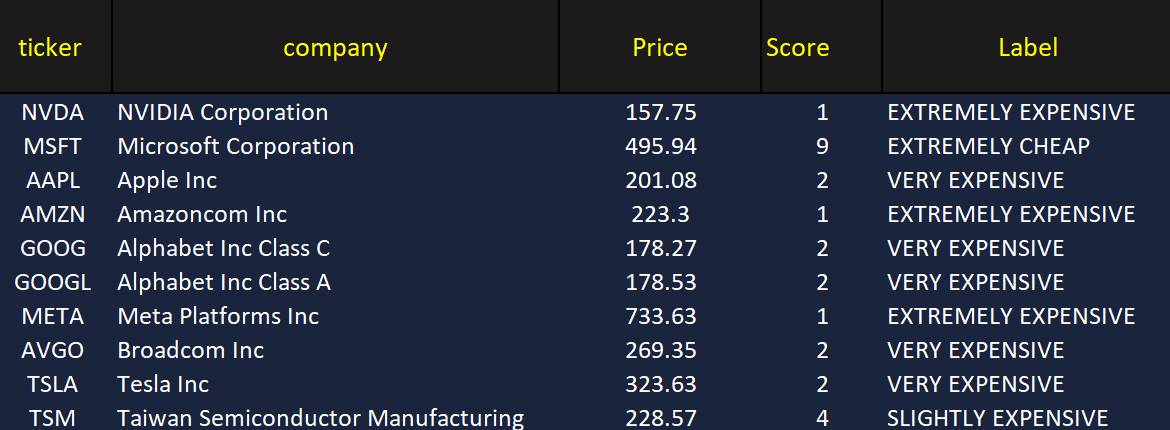 ticker company Price Score Label
NVDA NVIDIA Corporation 157.75 1 EXTREMELY EXPENSIVE
MSFT Microsoft Corporation 495.94 9 EXTREMELY CHEAP
AAPL Apple Inc 201.08 2 VERY EXPENSIVE
AMZN Amazoncom Inc 223.3 1 EXTREMELY EXPENSIVE
GOOG Alphabet Inc Class C 178.27 2 VERY EXPENSIVE
GOOGL Alphabet Inc Class A 178.53 2 VERY EXPENSIVE
META Meta Platforms Inc 733.63 1 EXTREMELY EXPENSIVE
AVGO Broadcom Inc 269.35 2 VERY EXPENSIVE
TSLA Tesla Inc 323.63 2 VERY EXPENSIVE
TSM Taiwan Semiconductor Manufacturing 228.57 4 SLIGHTLY EXPENSIVE